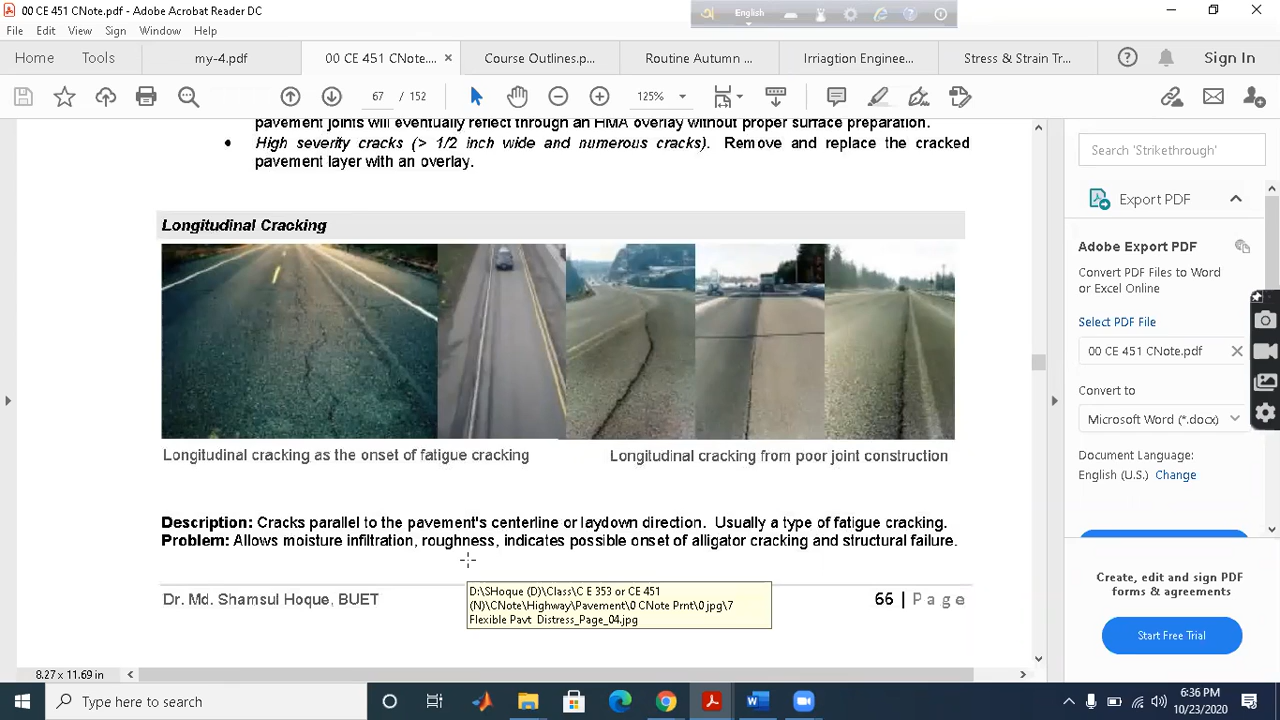 00 CE 451 CNote.pdf - Adobe Acrobat Reader DC
English
File Edit View Sign Window Help
Home Tools my-4.pdf 00 CE 451 CNote.... × Course Outlines.p... Routine Autumn ... Irriagtion Enginee... Stress & Strain Tr... Sign In
67 / 152 125%
pavement joints will eventually reflect through an HMA overlay without proper surface preparation.
• High severity cracks (> 1/2 inch wide and numerous cracks). Remove and replace the cracked
pavement layer with an overlay.
Longitudinal Cracking
Longitudinal cracking as the onset of fatigue cracking
Longitudinal cracking from poor joint construction
Description: Cracks parallel to the pavement's centerline or laydown direction. Usually a type of fatigue cracking.
Problem: Allows moisture infiltration, roughness, indicates possible onset of alligator cracking and structural failure.
D:\SHoque (D)\Class\C E 353 or CE 451
(N)\CNote\Highway\Pavement\0 CNote Prnt\0 jpg\7
Flexible Pavt Distress_Page_04.jpg
Dr. Md. Shamsul Hoque, BUET
66 | P a g e
8.27 x 11.69 in
Search 'Strikethrough'
Export PDF
Adobe Export PDF
Convert PDF Files to Word
or Excel Online
Select PDF File
00 CE 451 CNote.pdf
Convert to
Microsoft Word (*.docx)
Document Language:
English (U.S.) Change
Create, edit and sign PDF
forms & agreements
Start Free Trial
Type here to search
6:36 PM
10/23/2020